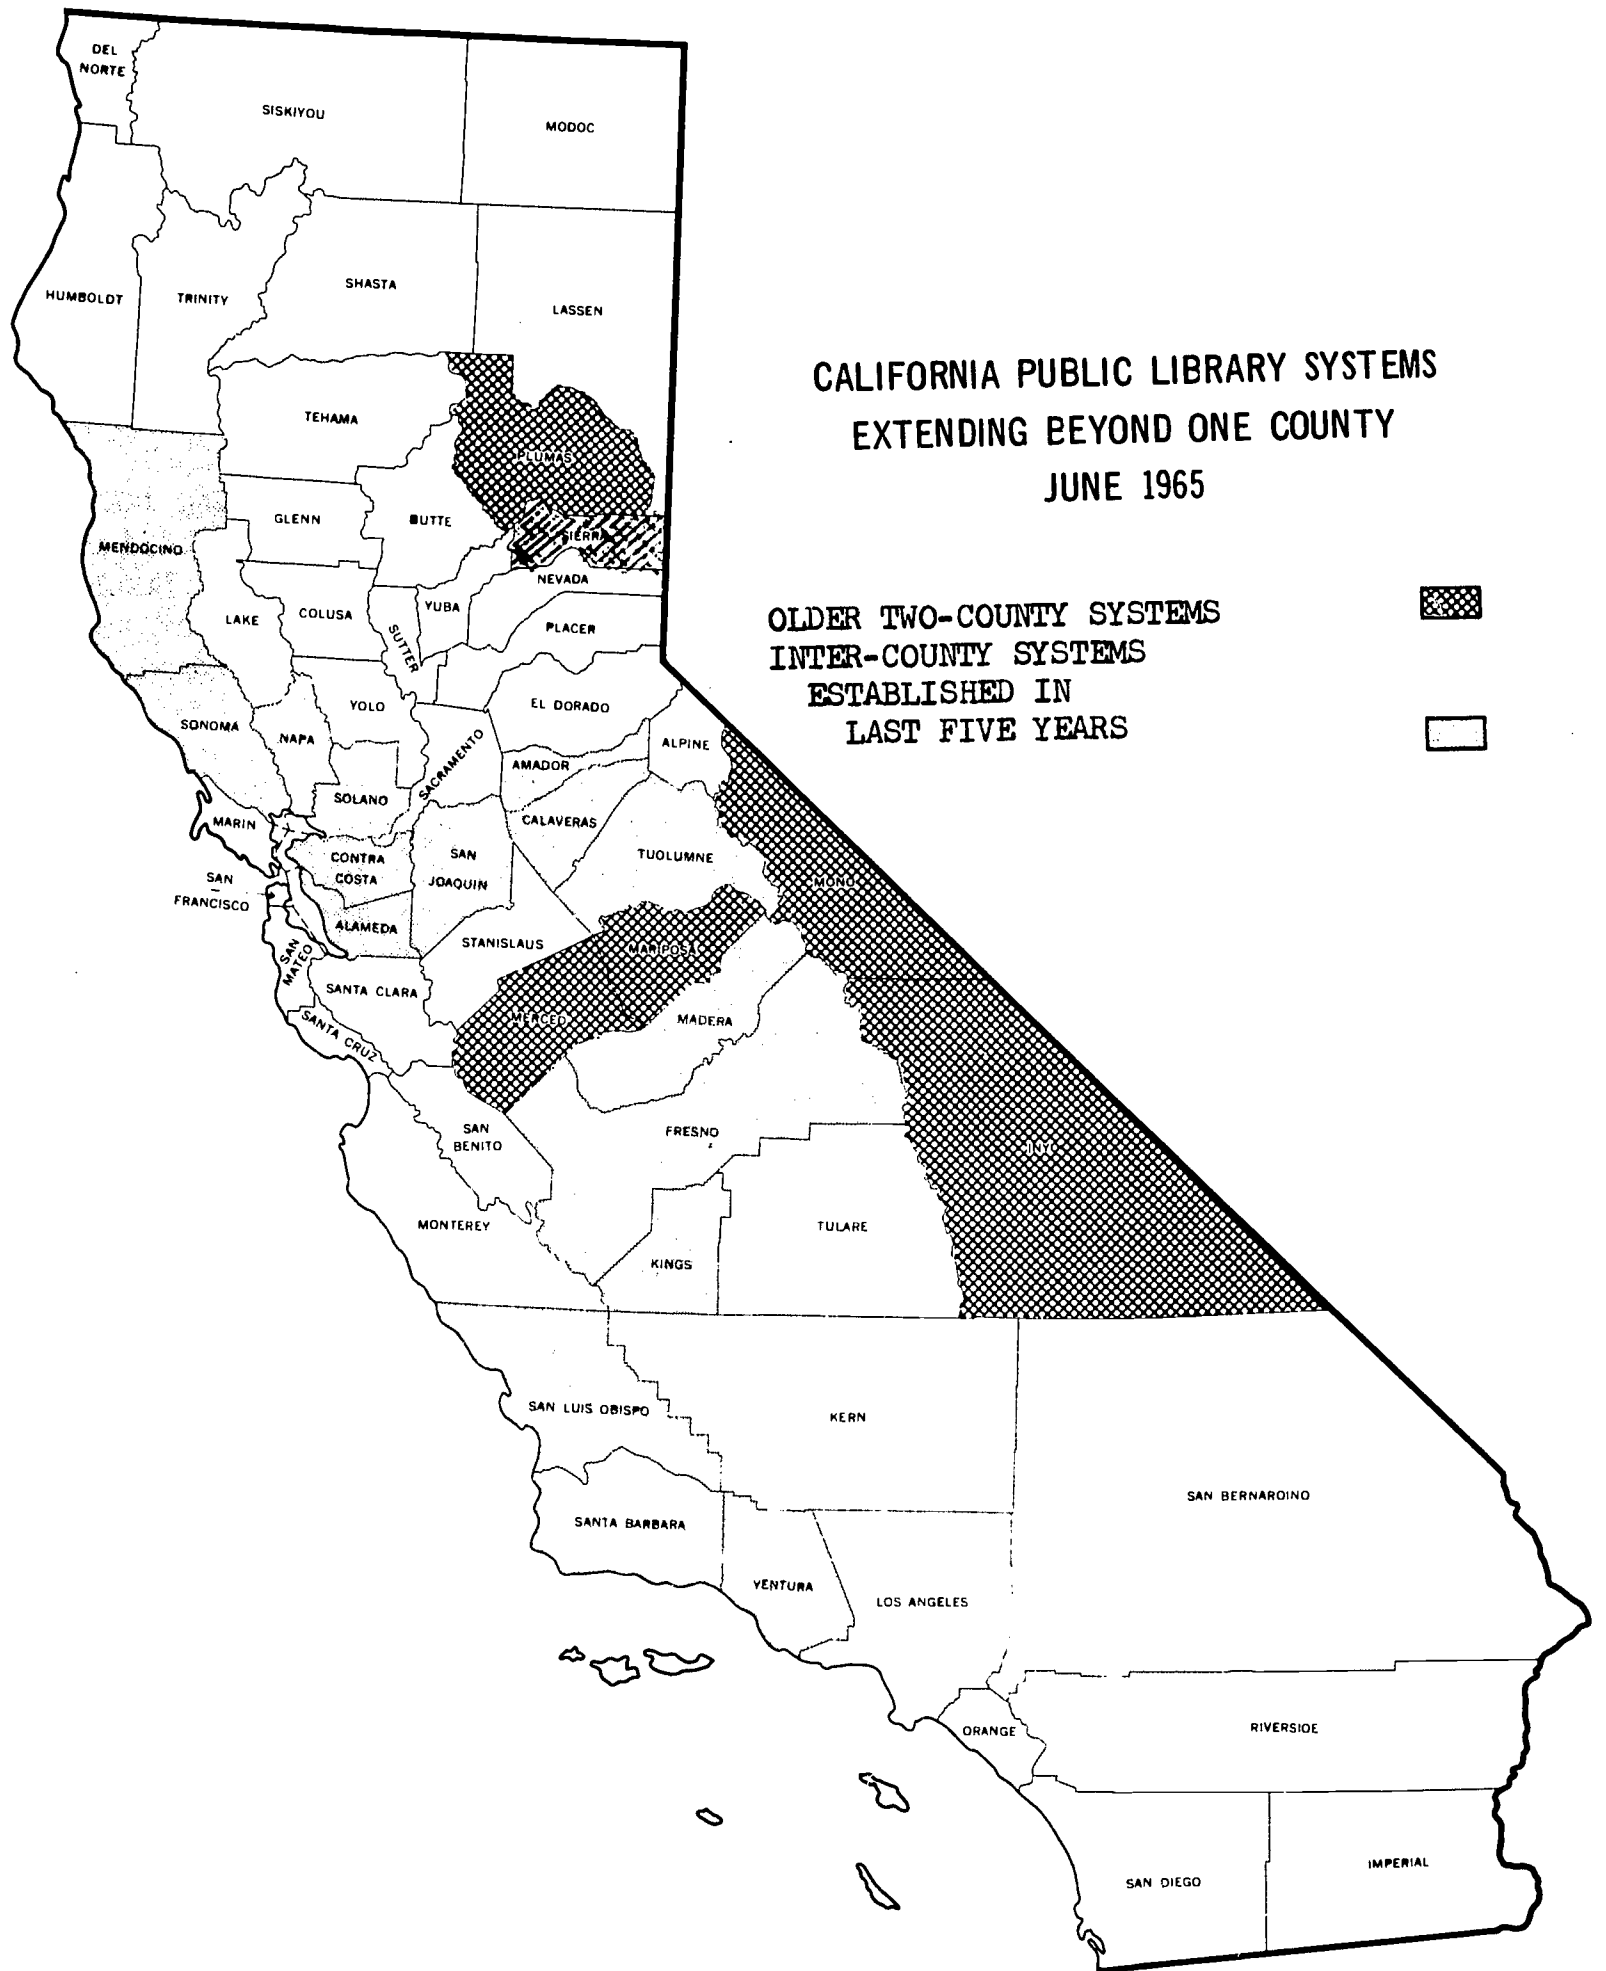 DEL
NORTE
SISKIYOU
MODOC
HUMBOLDT
TRINITY
SHASTA
LASSEN
CALIFORNIA PUBLIC LIBRARY SYSTEMS
EXTENDING BEYOND ONE COUNTY
JUNE 1965
TEHAMA
PLUMAS
GLENN
BUTTE
SIERRA
MENDOCINO
NEVADA
LAKE
COLUSA
YUBA
SUTTER
PLACER
OLDER TWO-COUNTY SYSTEMS
INTER-COUNTY SYSTEMS
ESTABLISHED IN
LAST FIVE YEARS
SONOMA
NAPA
YOLO
EL DORADO
SACRAMENTO
ALPINE
AMADOR
SOLANO
MARIN
CALAVERAS
CONTRA
COSTA
SAN
JOAQUIN
TUOLUMNE
MONO
SAN
FRANCISCO
ALAMEDA
STANISLAUS
MARIPOSA
SAN
MATEO
SANTA CLARA
SANTA CRUZ
MERCED
MADERA
SAN
BENITO
FRESNO
INYO
MONTEREY
KINGS
TULARE
SAN LUIS OBISPO
KERN
SAN BERNARDINO
SANTA BARBARA
VENTURA
LOS ANGELES
ORANGE
RIVERSIDE
SAN DIEGO
IMPERIAL